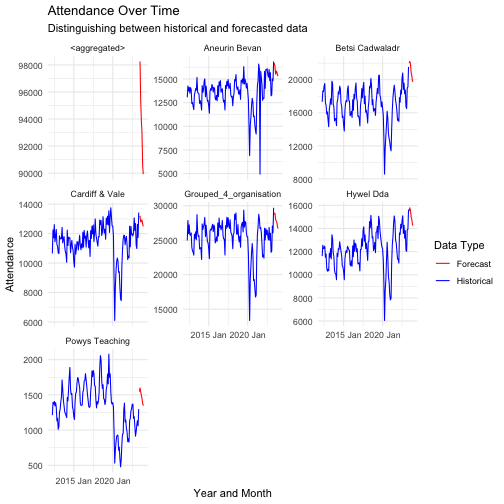 Attendance Over Time
Distinguishing between historical and forecasted data
<aggregated>
Aneurin Bevan
Betsi Cadwaladr
98000
96000
94000
92000
90000
15000
10000
5000
20000
16000
12000
8000
Cardiff & Vale
Grouped_4_organisation
Hywel Dda
14000
12000
10000
8000
6000
30000
25000
20000
15000
16000
14000
12000
10000
8000
6000
2015 Jan 2020 Jan
2015 Jan 2020 Jan
Powys Teaching
2000
1500
1000
500
2015 Jan 2020 Jan
Attendance
Year and Month
Data Type
Forecast
Historical